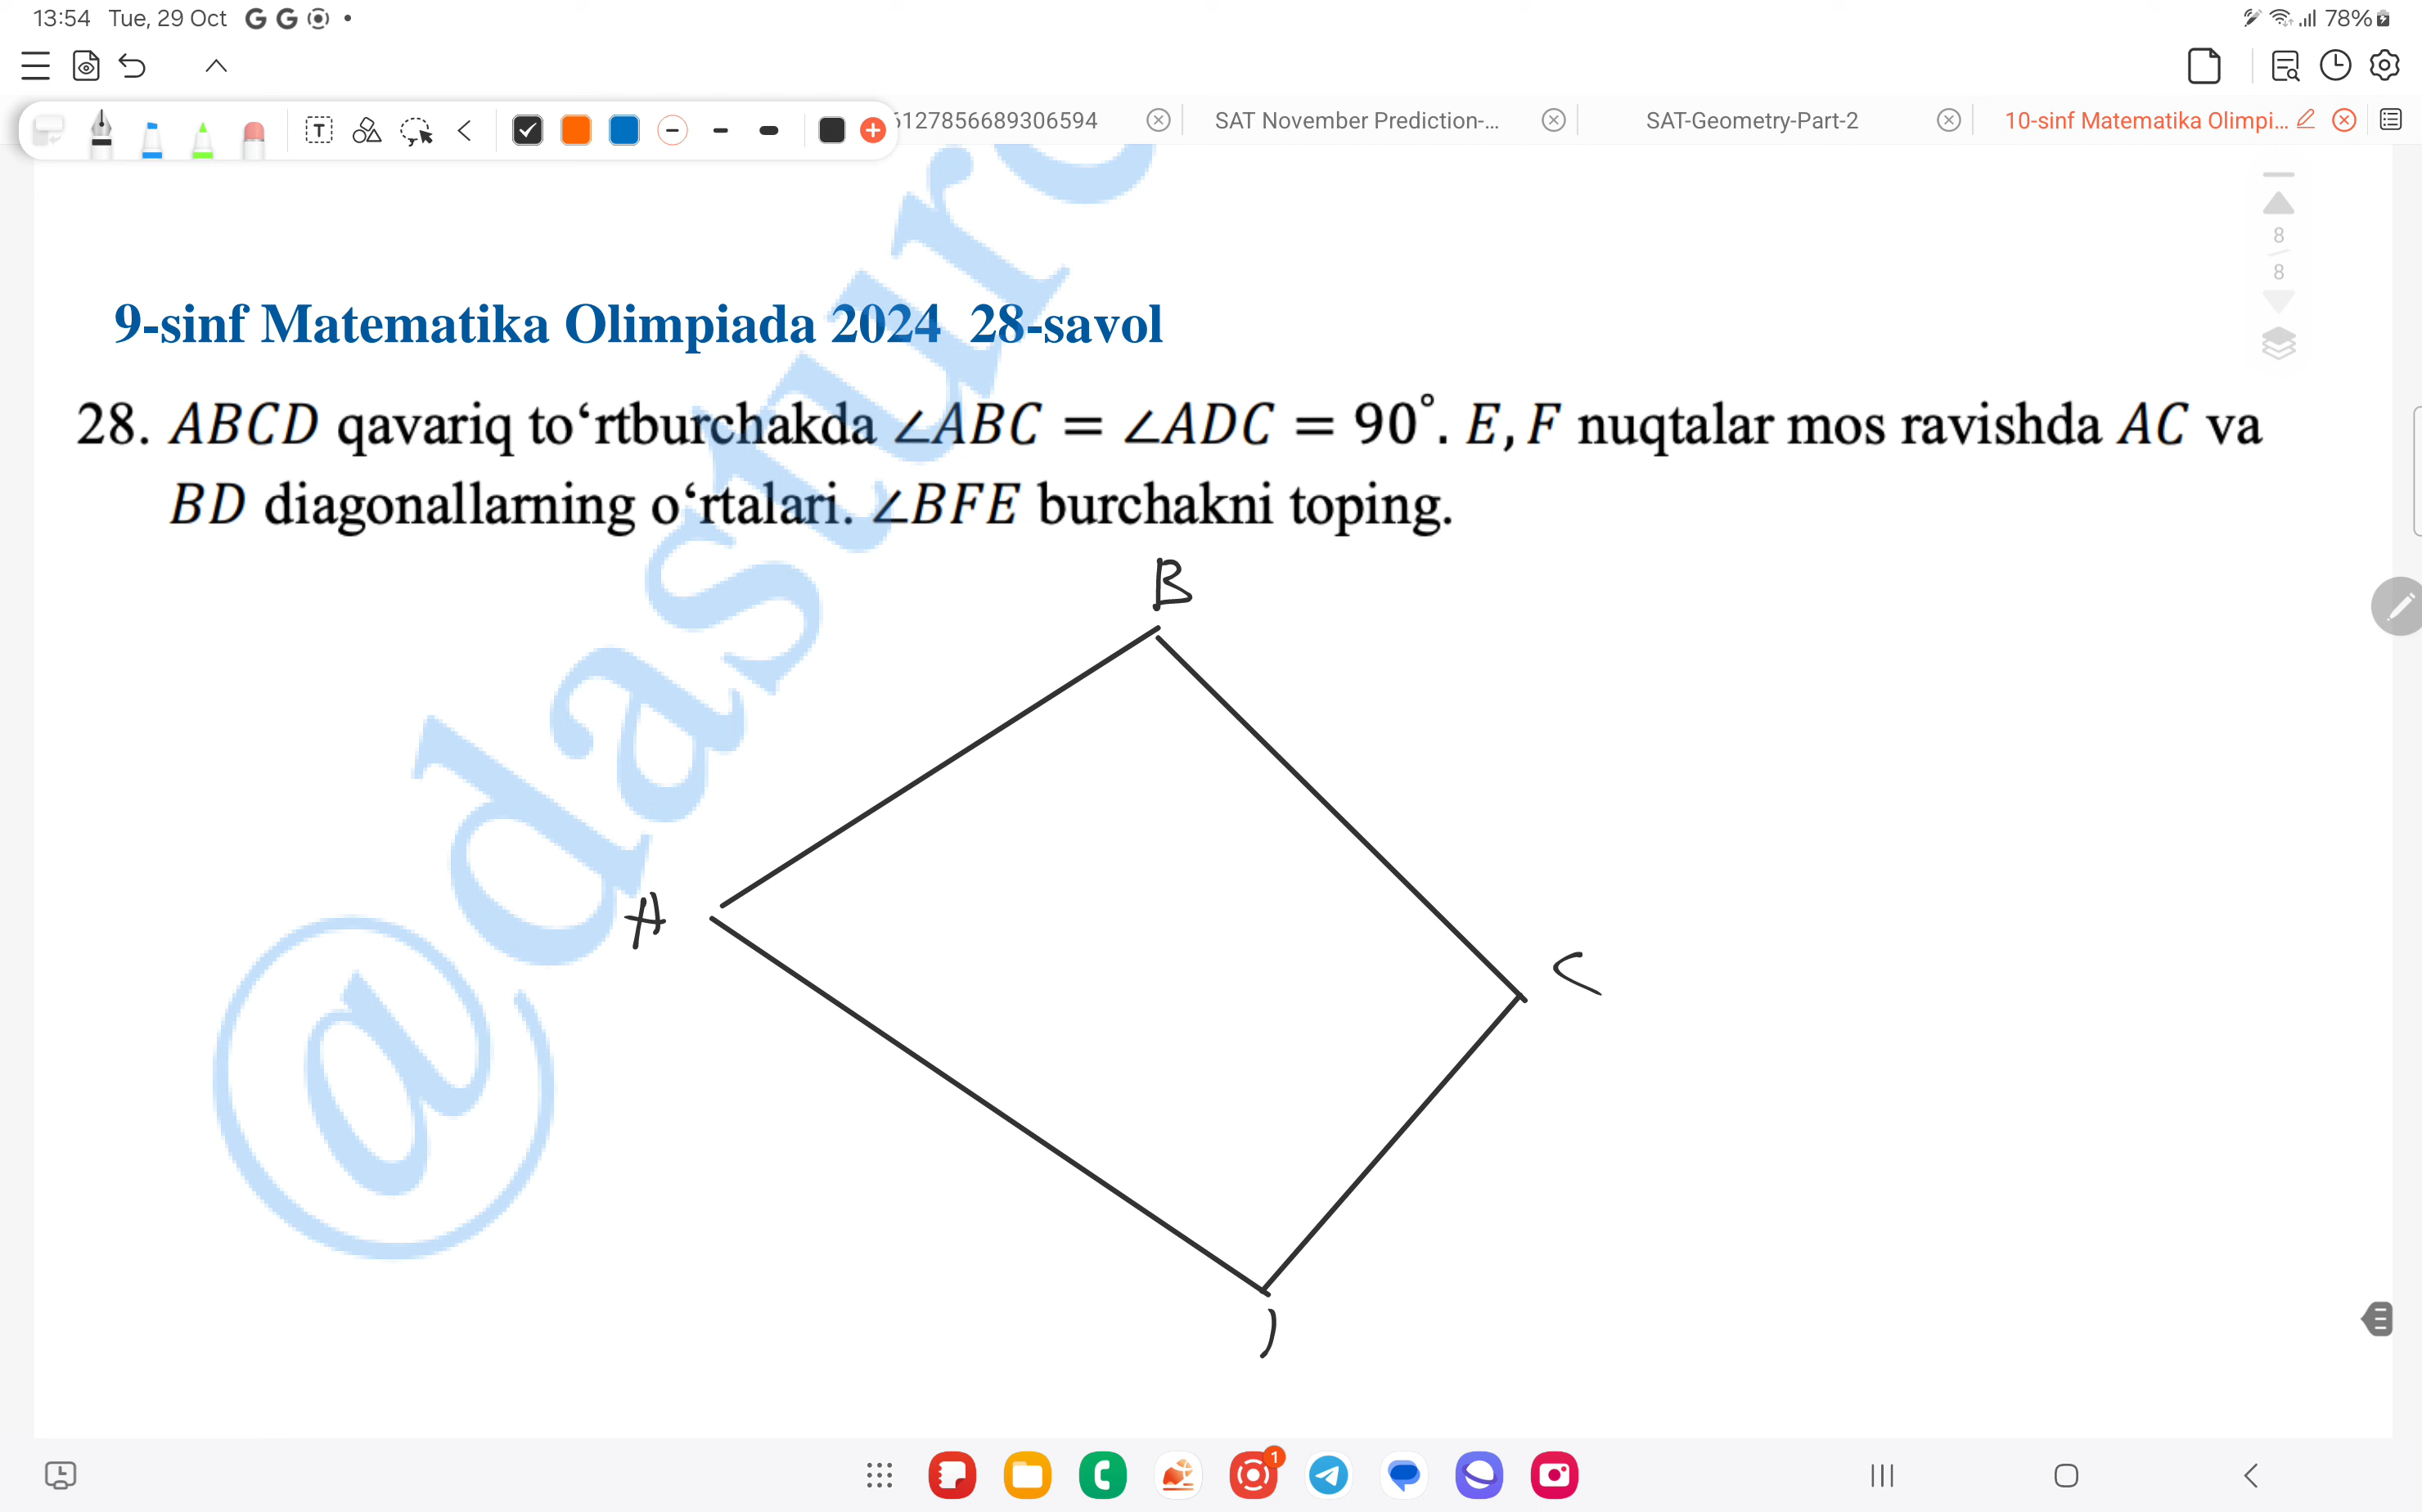 13:54 Tue, 29 Oct
78%
6127856689306594
SAT November Prediction-...
SAT-Geometry-Part-2
10-sinf Matematika Olimpi...
8
8
9-sinf Matematika Olimpiada 2024 28-savol
28. ABCD qavariq to‘rtburchakda ∠ABC = ∠ADC = 90°. E, F nuqtalar mos ravishda AC va
BD diagonallarning o‘rtalari. ∠BFE burchakni toping.
B
A
C
@dastur
1